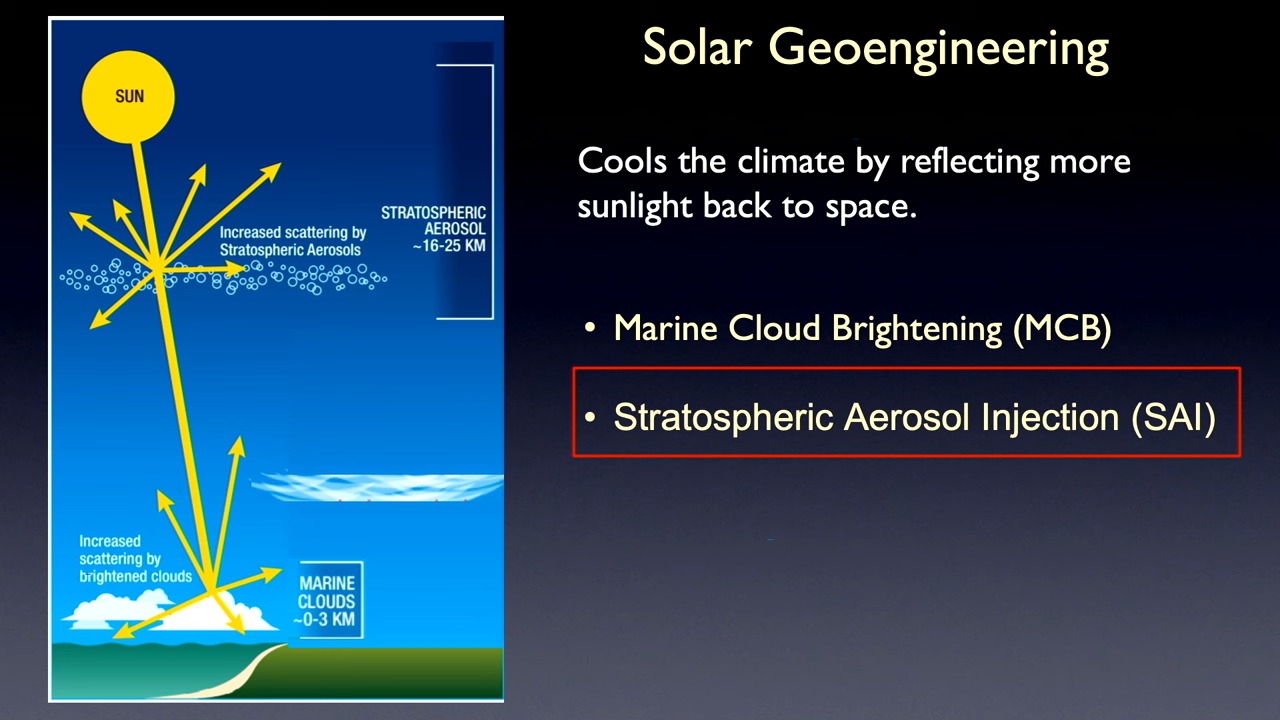 Solar Geoengineering
SUN
Cools the climate by reflecting more
sunlight back to space.
STRATOSPHERIC
AEROSOL
~16-25 KM
Increased scattering by
Stratospheric Aerosols
• Marine Cloud Brightening (MCB)
• Stratospheric Aerosol Injection (SAI)
Increased
scattering by
brightened clouds
MARINE
CLOUDS
~0-3 KM